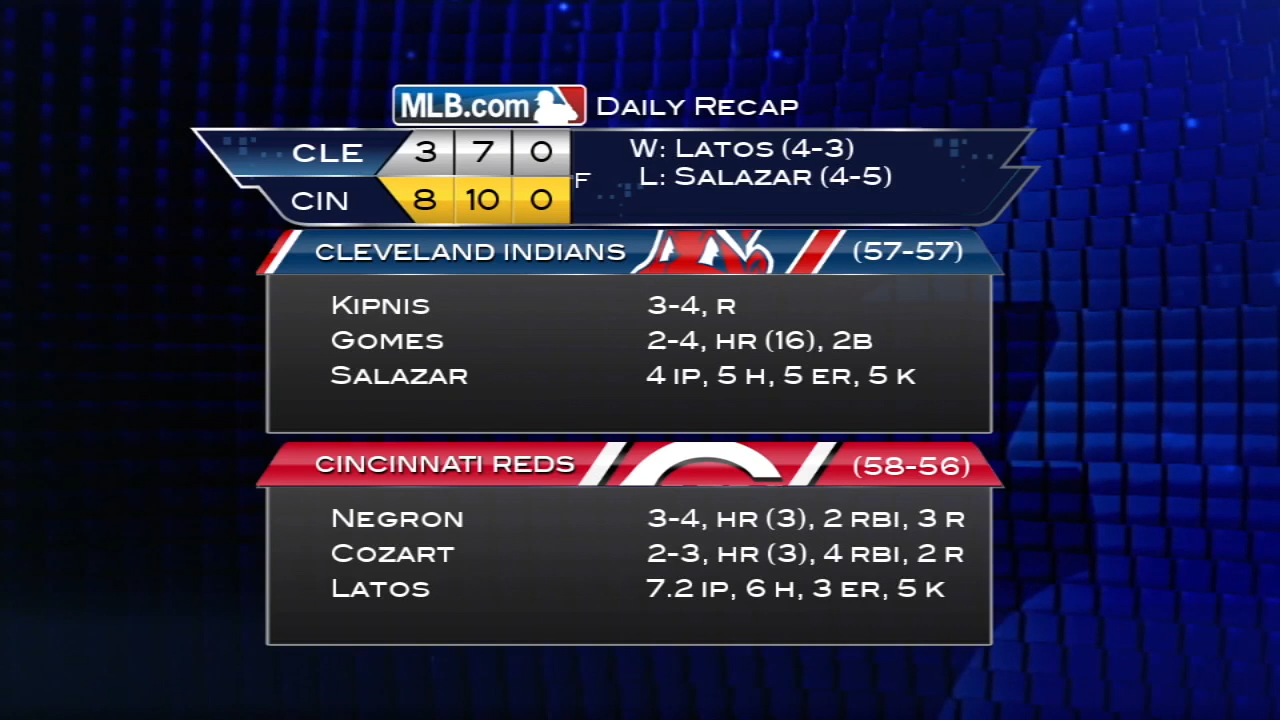 MLB.com DAILY RECAP
CLE 3 7 0
CIN 8 10 0
F
W: LATOS (4-3)
L: SALAZAR (4-5)
CLEVELAND INDIANS (57-57)
KIPNIS 3-4, R
GOMES 2-4, HR (16), 2B
SALAZAR 4 IP, 5 H, 5 ER, 5 K
CINCINNATI REDS (58-56)
NEGRON 3-4, HR (3), 2 RBI, 3 R
COZART 2-3, HR (3), 4 RBI, 2 R
LATOS 7.2 IP, 6 H, 3 ER, 5 K